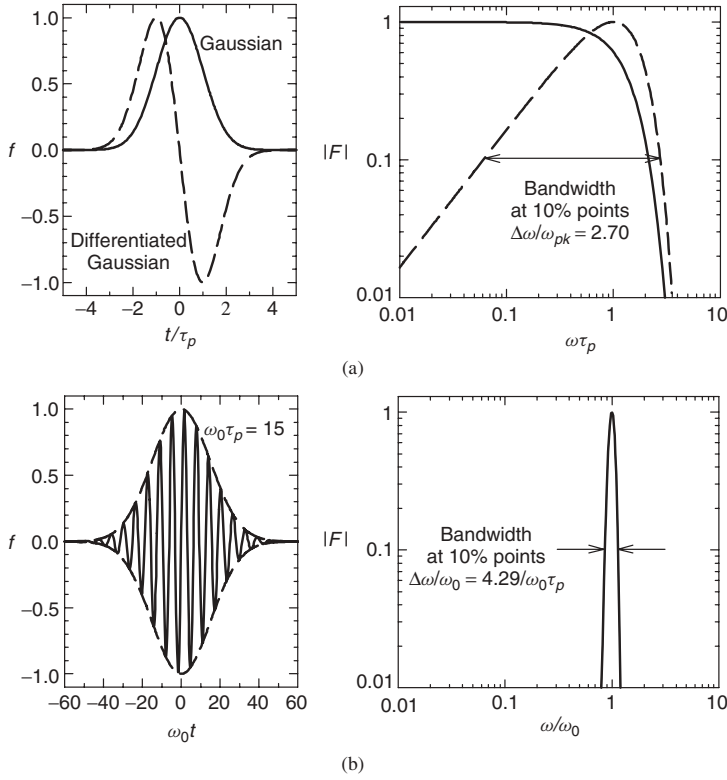 1.0
0.5
0.0
−0.5
−1.0
f
Gaussian
Differentiated
Gaussian
−4 −2 0 2 4
t/τp
1
0.1
0.01
|F|
Bandwidth
at 10% points
Δω/ωpk = 2.70
0.01 0.1 1 10
ωτp
(a)
1.0
0.5
0.0
−0.5
−1.0
f
ω0τp = 15
−60 −40 −20 0 20 40 60
ω0t
1
0.1
0.01
|F|
Bandwidth
at 10% points
Δω/ω0 = 4.29/ω0τp
0.01 0.1 1 10
ω/ω0
(b)